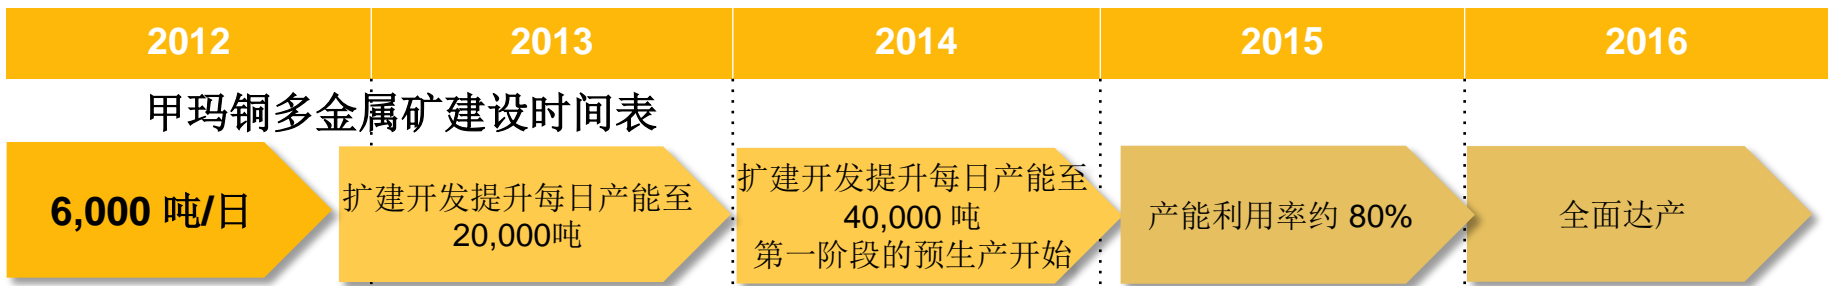 2012
2013
2014
2015
2016
甲玛铜多金属矿建设时间表
6,000 吨/日
扩建开发提升每日产能至
20,000吨
扩建开发提升每日产能至
40,000 吨
第一阶段的预生产开始
产能利用率约 80%
全面达产